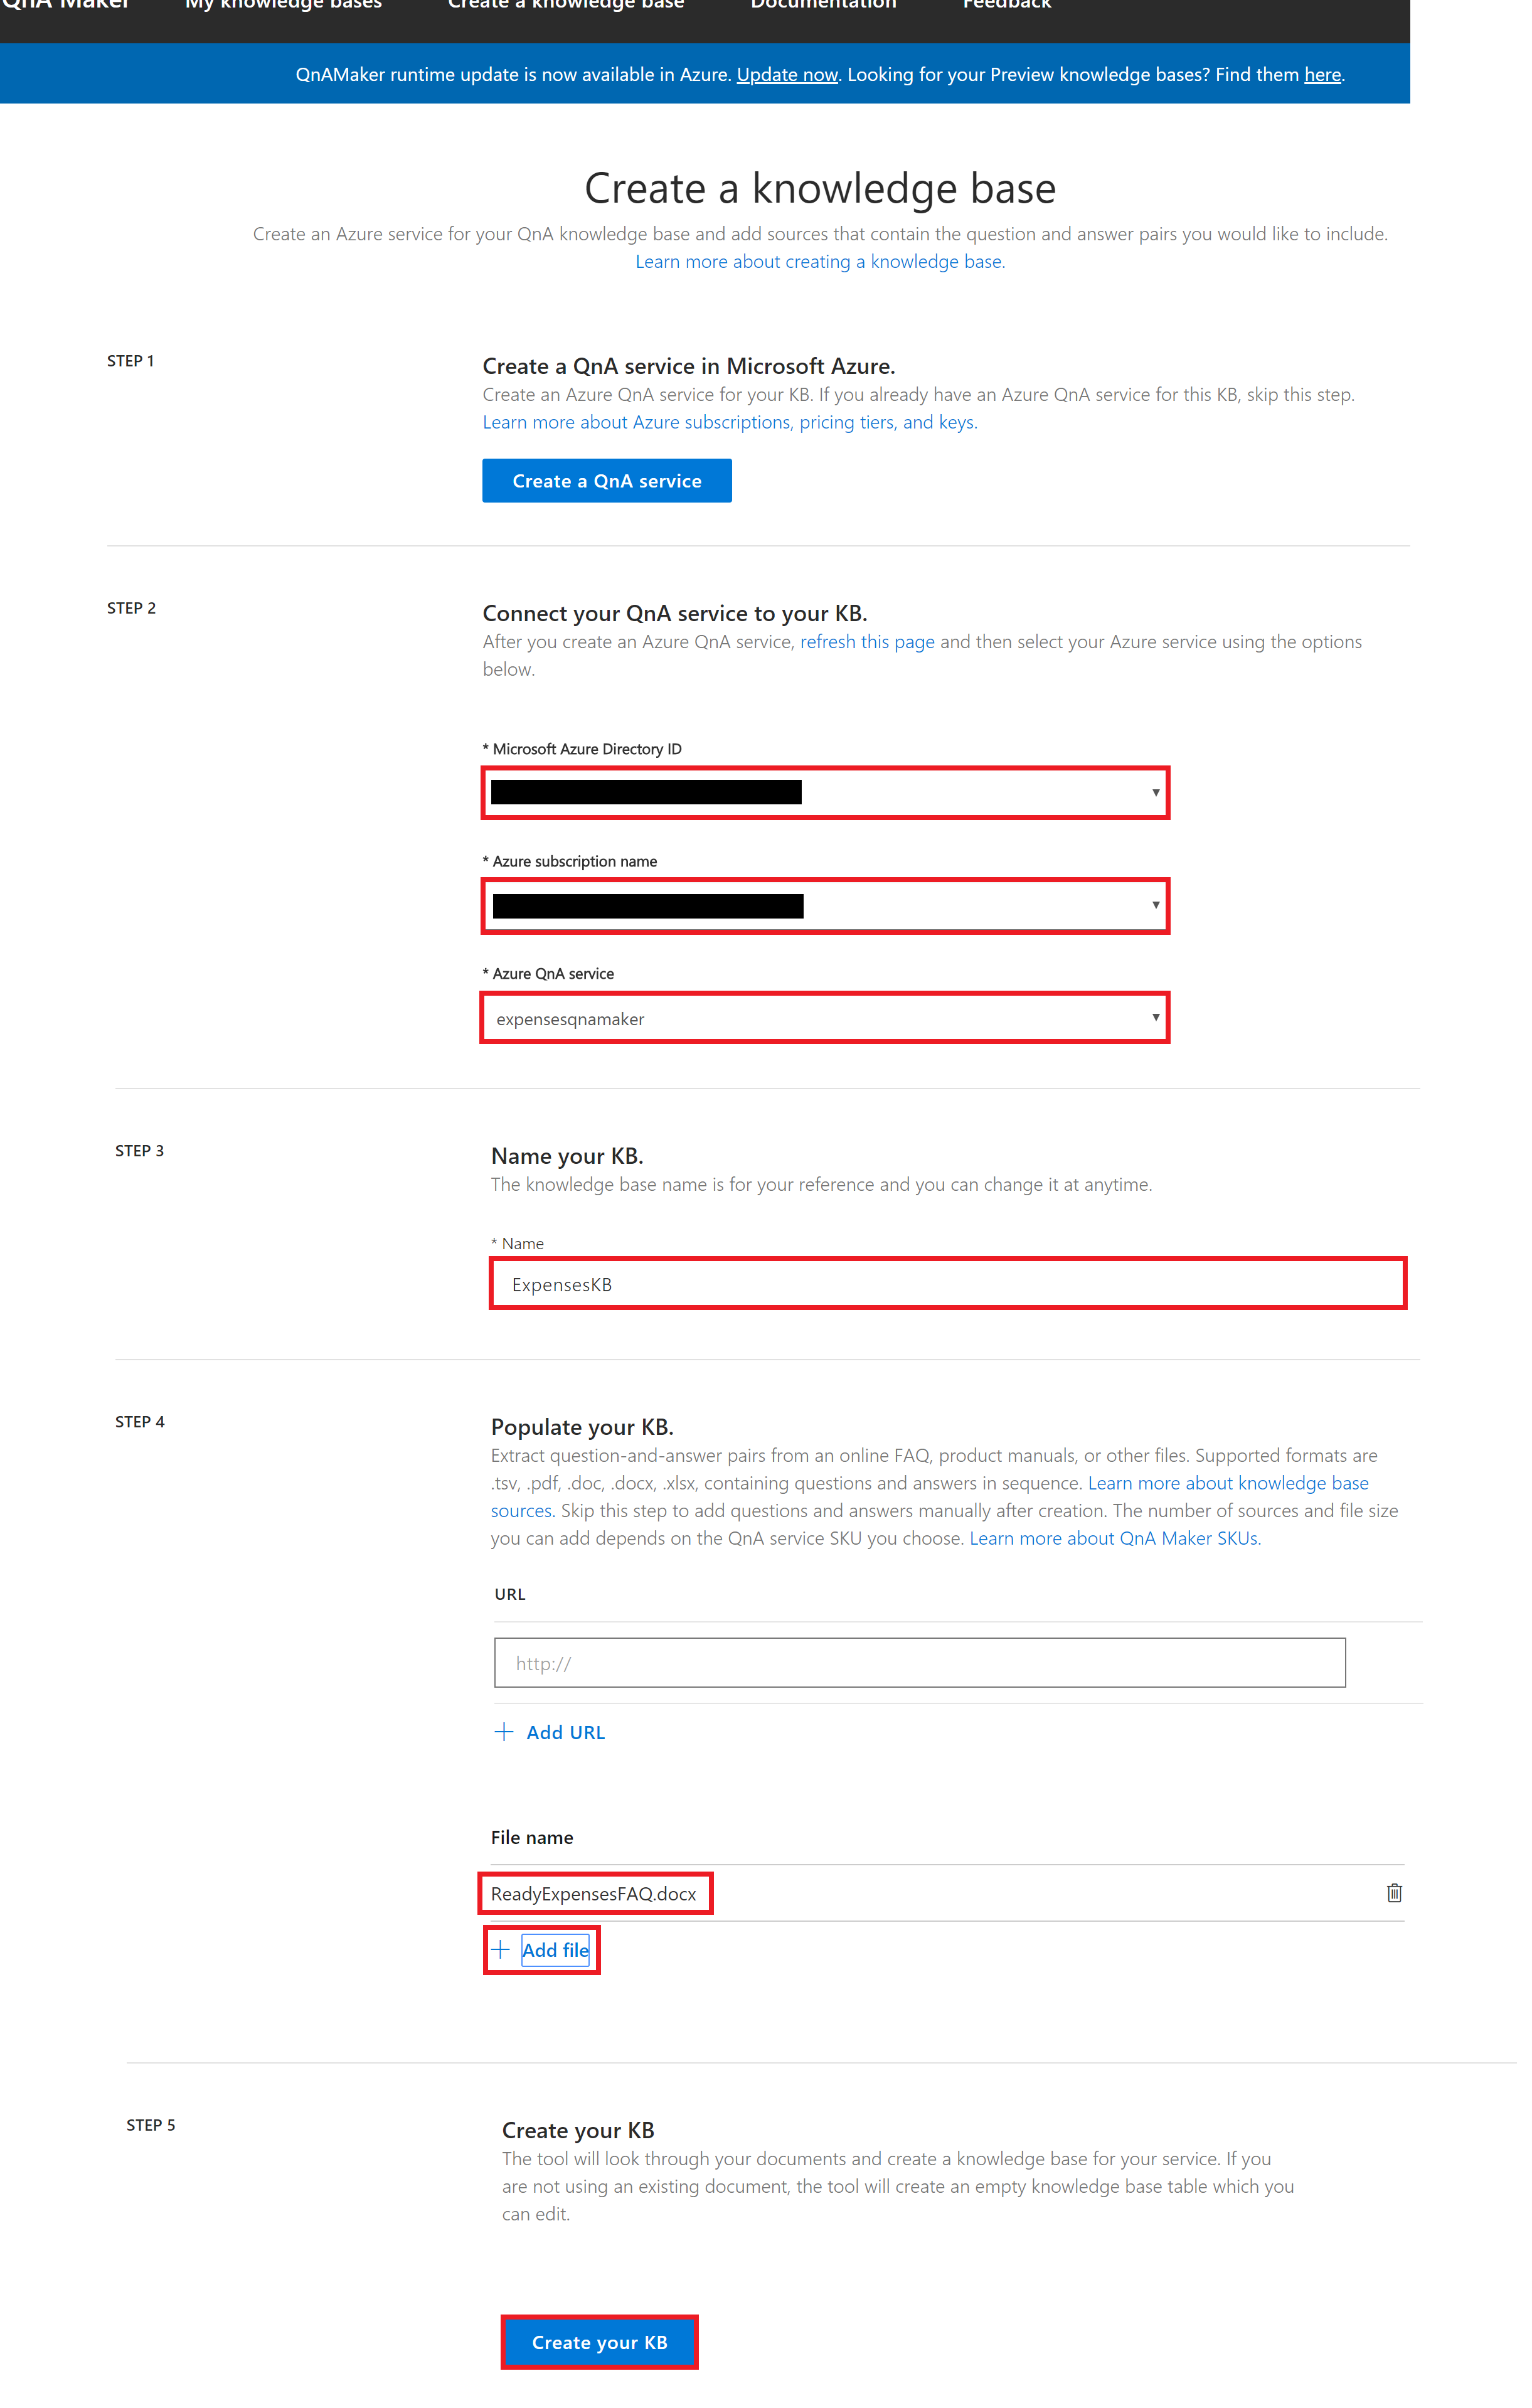 QnA Maker My knowledge bases Create a knowledge base Documentation Feedback
QnAMaker runtime update is now available in Azure. Update now. Looking for your Preview knowledge bases? Find them here.
Create a knowledge base
Create an Azure service for your QnA knowledge base and add sources that contain the question and answer pairs you would like to include.
Learn more about creating a knowledge base.
STEP 1
Create a QnA service in Microsoft Azure.
Create an Azure QnA service for your KB. If you already have an Azure QnA service for this KB, skip this step.
Learn more about Azure subscriptions, pricing tiers, and keys.
Create a QnA service
STEP 2
Connect your QnA service to your KB.
After you create an Azure QnA service, refresh this page and then select your Azure service using the options
below.
* Microsoft Azure Directory ID
* Azure subscription name
* Azure QnA service
expensesqnamaker
STEP 3
Name your KB.
The knowledge base name is for your reference and you can change it at anytime.
* Name
ExpensesKB
STEP 4
Populate your KB.
Extract question-and-answer pairs from an online FAQ, product manuals, or other files. Supported formats are
.tsv, .pdf, .doc, .docx, .xlsx, containing questions and answers in sequence. Learn more about knowledge base
sources. Skip this step to add questions and answers manually after creation. The number of sources and file size
you can add depends on the QnA service SKU you choose. Learn more about QnA Maker SKUs.
URL
http://
+ Add URL
File name
ReadyExpensesFAQ.docx
+ Add file
STEP 5
Create your KB
The tool will look through your documents and create a knowledge base for your service. If you
are not using an existing document, the tool will create an empty knowledge base table which you
can edit.
Create your KB